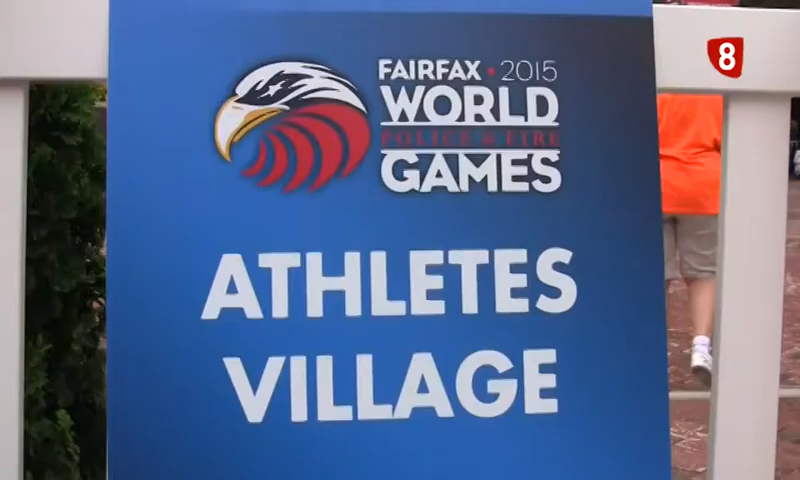 FAIRFAX • 2015
WORLD
POLICE & FIRE
GAMES
ATHLETES
VILLAGE
8